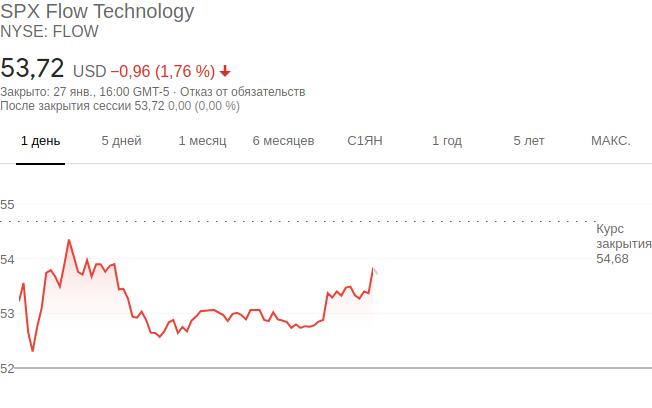 SPX Flow Technology
NYSE: FLOW
53,72 USD −0,96 (1,76 %)
Закрыто: 27 янв., 16:00 GMT-5 · Отказ от обязательств
После закрытия сессии 53,72 0,00 (0,00 %)
1 день 5 дней 1 месяц 6 месяцев С1ЯН 1 год 5 лет МАКС.
55
Курс
закрытия
54,68
54
53
52